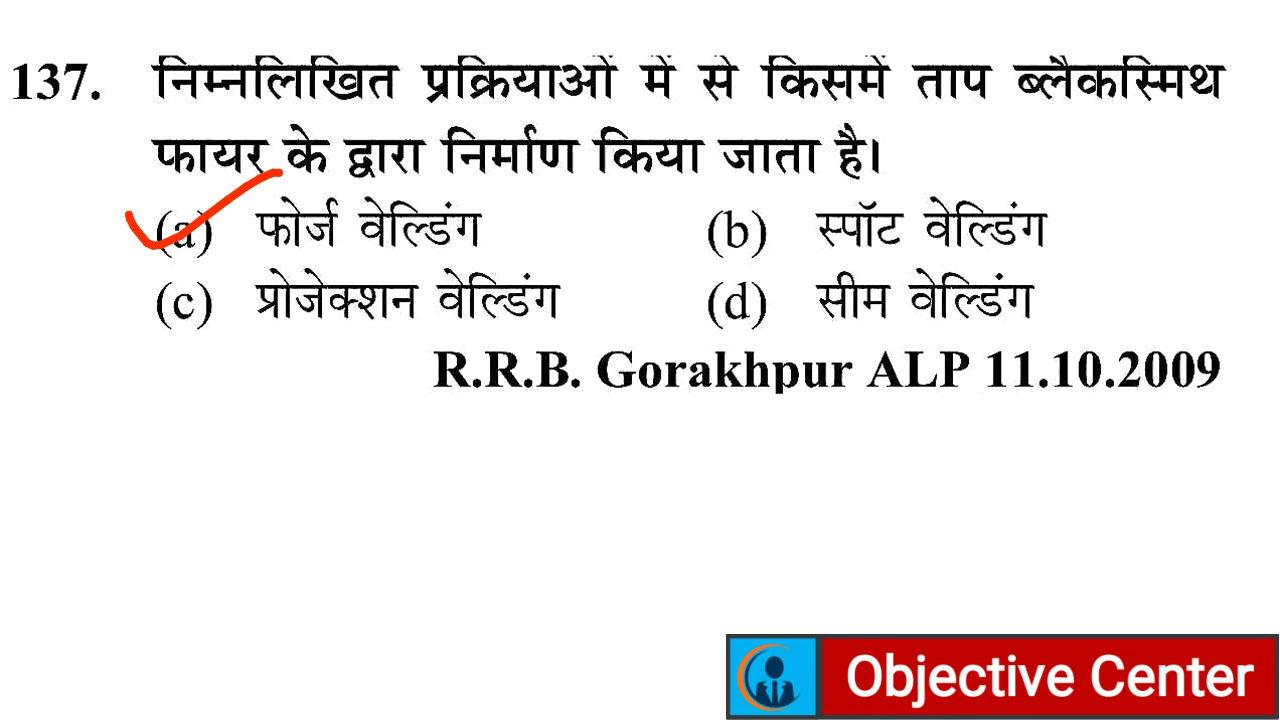 137. निम्नलिखित प्रक्रियाओं में से किसमें ताप ब्लैकस्मिथ
फायर के द्वारा निर्माण किया जाता है।
(a) फोर्ज वेल्डिंग (b) स्पॉट वेल्डिंग
(c) प्रोजेक्शन वेल्डिंग (d) सीम वेल्डिंग
R.R.B. Gorakhpur ALP 11.10.2009
Objective Center